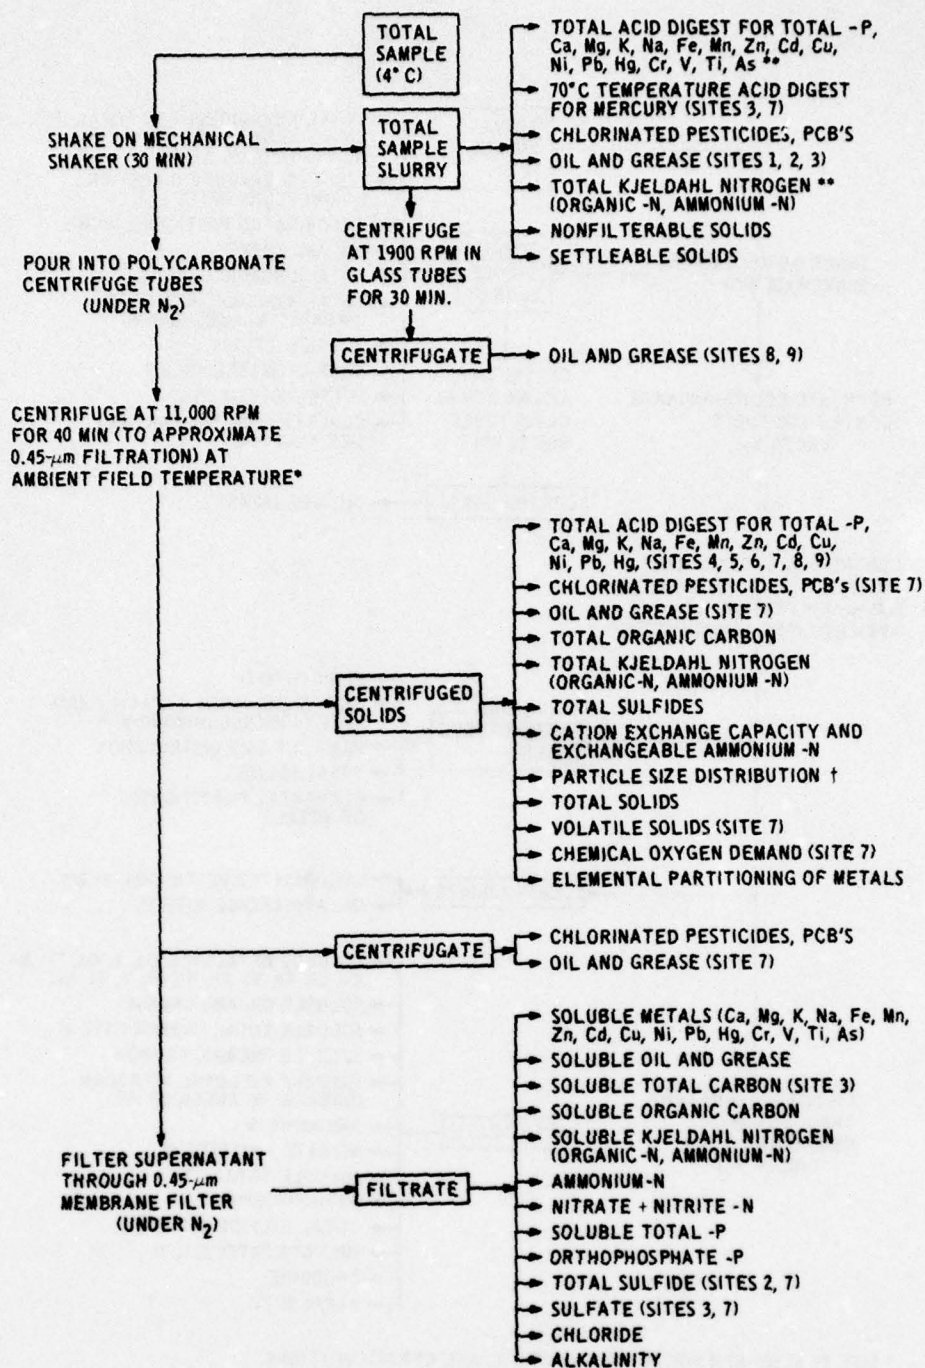 TOTAL
SAMPLE
(4° C)
TOTAL ACID DIGEST FOR TOTAL -P,
Ca, Mg, K, Na, Fe, Mn, Zn, Cd, Cu,
Ni, Pb, Hg, Cr, V, Ti, As **
70°C TEMPERATURE ACID DIGEST
FOR MERCURY (SITES 3, 7)
CHLORINATED PESTICIDES, PCB'S
OIL AND GREASE (SITES 1, 2, 3)
TOTAL KJELDAHL NITROGEN **
(ORGANIC -N, AMMONIUM -N)
NONFILTERABLE SOLIDS
SETTLEABLE SOLIDS
SHAKE ON MECHANICAL
SHAKER (30 MIN)
TOTAL
SAMPLE
SLURRY
CENTRIFUGE
AT 1900 RPM IN
GLASS TUBES
FOR 30 MIN.
POUR INTO POLYCARBONATE
CENTRIFUGE TUBES
(UNDER N2)
CENTRIFUGATE
OIL AND GREASE (SITES 8, 9)
CENTRIFUGE AT 11,000 RPM
FOR 40 MIN (TO APPROXIMATE
0.45-μm FILTRATION) AT
AMBIENT FIELD TEMPERATURE*
CENTRIFUGED
SOLIDS
TOTAL ACID DIGEST FOR TOTAL -P,
Ca, Mg, K, Na, Fe, Mn, Zn, Cd, Cu,
Ni, Pb, Hg, (SITES 4, 5, 6, 7, 8, 9)
CHLORINATED PESTICIDES, PCB's (SITE 7)
OIL AND GREASE (SITE 7)
TOTAL ORGANIC CARBON
TOTAL KJELDAHL NITROGEN
(ORGANIC-N, AMMONIUM -N)
TOTAL SULFIDES
CATION EXCHANGE CAPACITY AND
EXCHANGEABLE AMMONIUM -N
PARTICLE SIZE DISTRIBUTION †
TOTAL SOLIDS
VOLATILE SOLIDS (SITE 7)
CHEMICAL OXYGEN DEMAND (SITE 7)
ELEMENTAL PARTITIONING OF METALS
CENTRIFUGATE
CHLORINATED PESTICIDES, PCB'S
OIL AND GREASE (SITE 7)
FILTER SUPERNATANT
THROUGH 0.45-μm
MEMBRANE FILTER
(UNDER N2)
FILTRATE
SOLUBLE METALS (Ca, Mg, K, Na, Fe, Mn,
Zn, Cd, Cu, Ni, Pb, Hg, Cr, V, Ti, As)
SOLUBLE OIL AND GREASE
SOLUBLE TOTAL CARBON (SITE 3)
SOLUBLE ORGANIC CARBON
SOLUBLE KJELDAHL NITROGEN
(ORGANIC -N, AMMONIUM-N)
AMMONIUM-N
NITRATE + NITRITE -N
SOLUBLE TOTAL -P
ORTHOPHOSPHATE -P
TOTAL SULFIDE (SITES 2, 7)
SULFATE (SITES 3, 7)
CHLORIDE
ALKALINITY